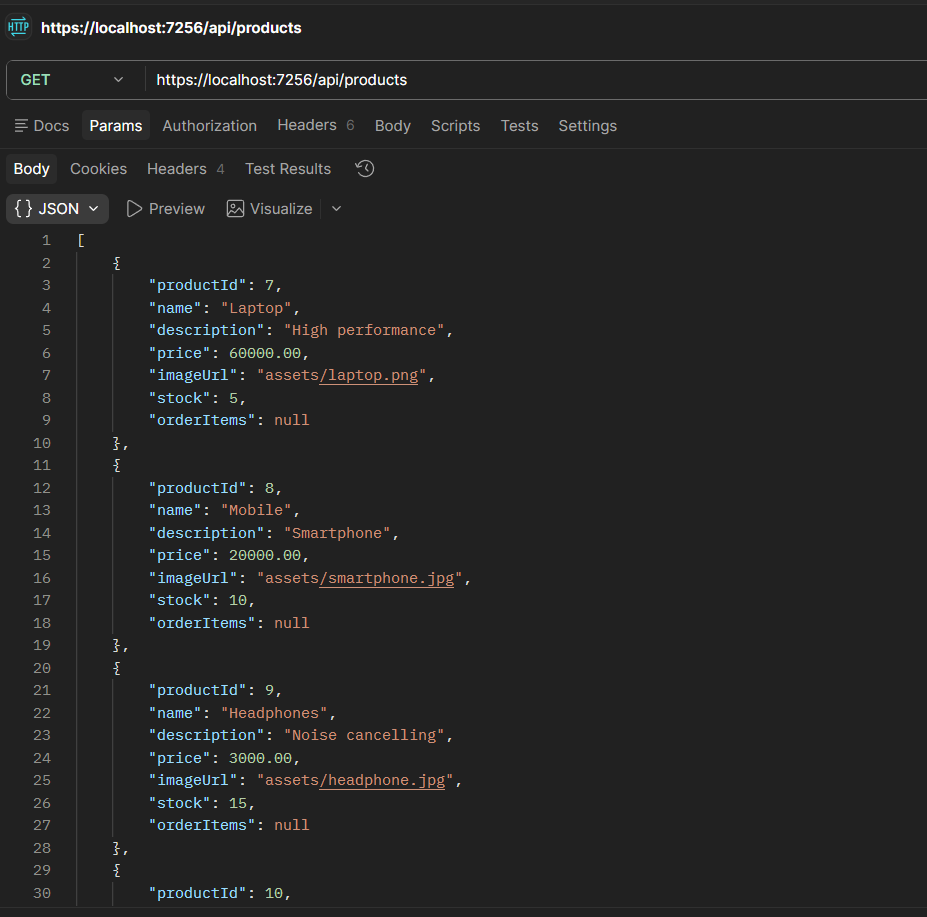 HTTP https://localhost:7256/api/products
GET https://localhost:7256/api/products
Docs Params Authorization Headers 6 Body Scripts Tests Settings
Body Cookies Headers 4 Test Results
{} JSON Preview Visualize
1 [
2 {
3 "productId": 7,
4 "name": "Laptop",
5 "description": "High performance",
6 "price": 60000.00,
7 "imageUrl": "assets/laptop.png",
8 "stock": 5,
9 "orderItems": null
10 },
11 {
12 "productId": 8,
13 "name": "Mobile",
14 "description": "Smartphone",
15 "price": 20000.00,
16 "imageUrl": "assets/smartphone.jpg",
17 "stock": 10,
18 "orderItems": null
19 },
20 {
21 "productId": 9,
22 "name": "Headphones",
23 "description": "Noise cancelling",
24 "price": 3000.00,
25 "imageUrl": "assets/headphone.jpg",
26 "stock": 15,
27 "orderItems": null
28 },
29 {
30 "productId": 10,